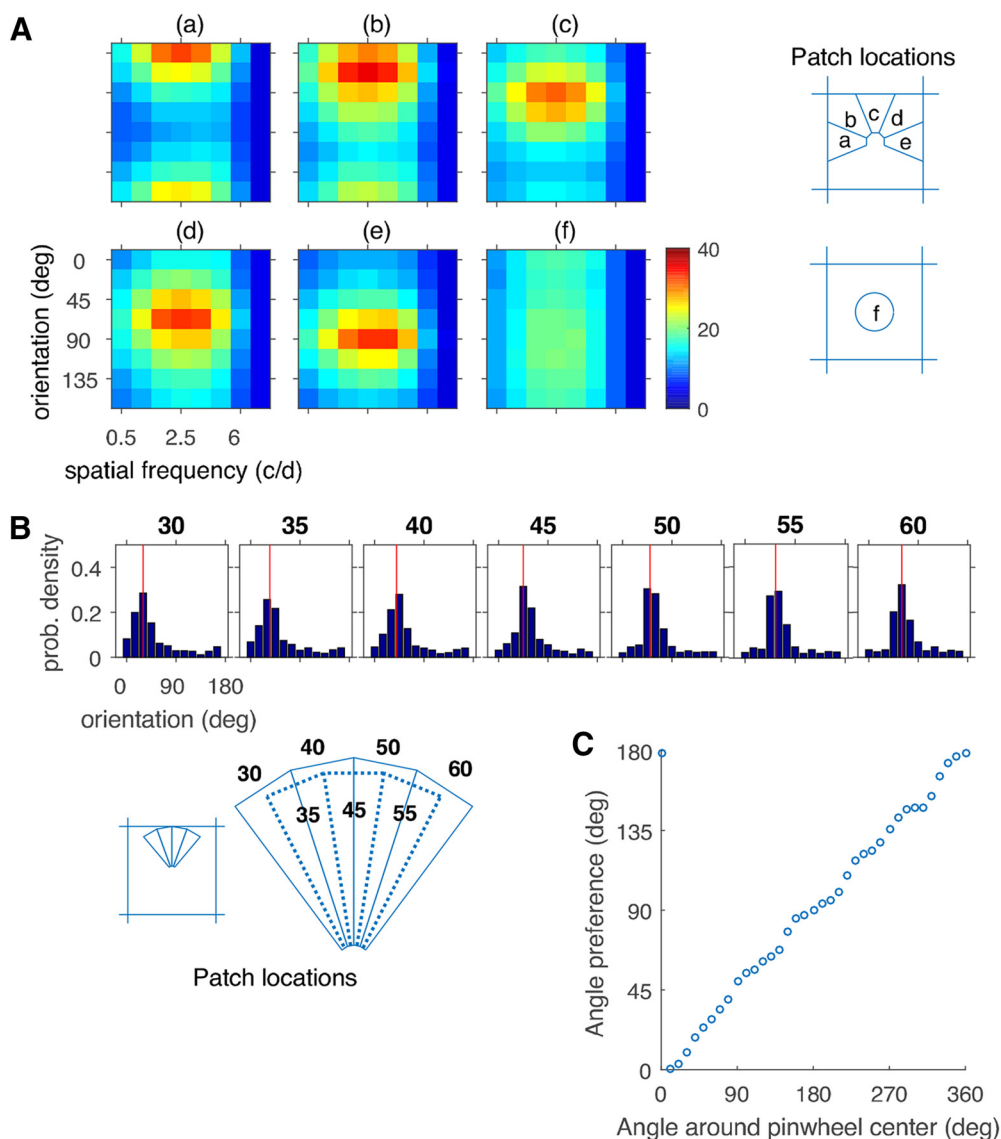 A
(a) (b) (c)
Patch locations
a b c d e
(d) (e) (f)
orientation (deg)
0
45
90
135
0.5 2.5 6
spatial frequency (c/d)
40
20
0
f
B
30 35 40 45 50 55 60
prob. density
0.4
0.2
0
0 90 180
orientation (deg)
30 40 50 60
35 45 55
Patch locations
C
Angle preference (deg)
180
135
90
45
0
0 90 180 270 360
Angle around pinwheel center (deg)